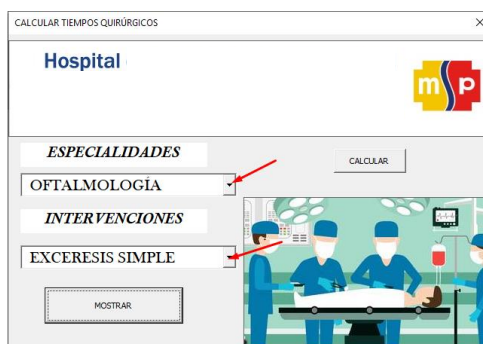 CALCULAR TIEMPOS QUIRÚRGICOS
Hospital
m p
ESPECIALIDADES
CALCULAR
OFTALMOLOGÍA
INTERVENCIONES
EXCERESIS SIMPLE
MOSTRAR